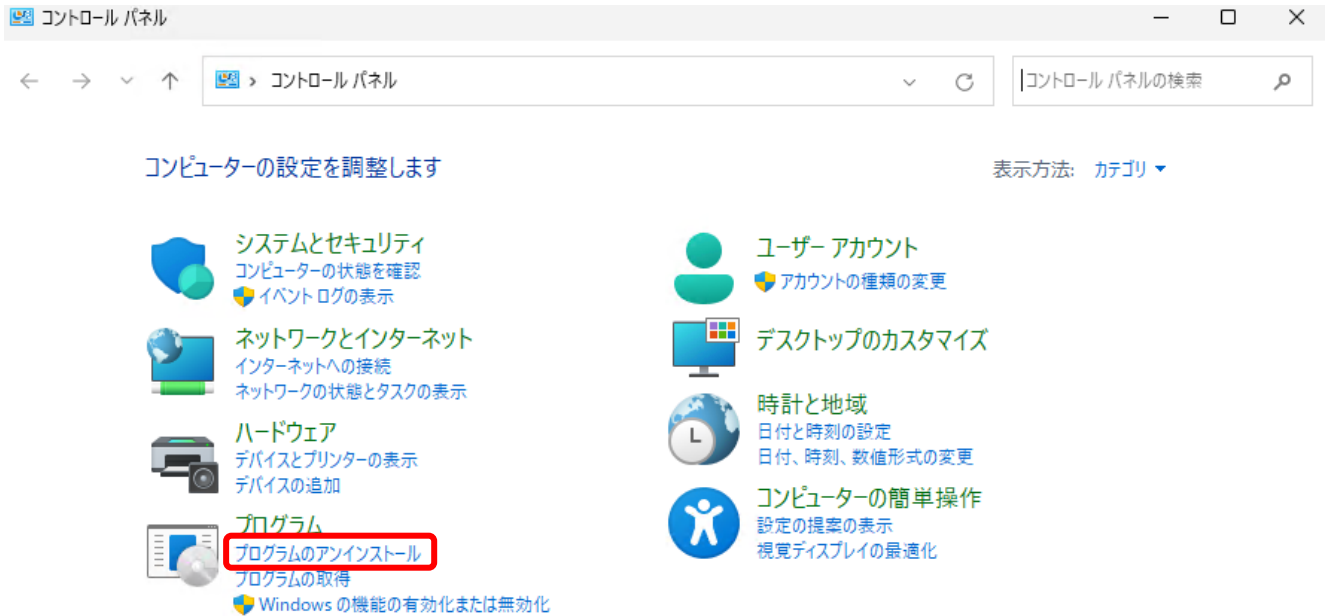 コントロール パネル
コントロール パネル
コントロール パネルの検索
コンピューターの設定を調整します
表示方法: カテゴリ
システムとセキュリティ
コンピューターの状態を確認
イベント ログの表示
ネットワークとインターネット
インターネットへの接続
ネットワークの状態とタスクの表示
ハードウェア
デバイスとプリンターの表示
デバイスの追加
プログラム
プログラムのアンインストール
プログラムの取得
Windows の機能の有効化または無効化
ユーザー アカウント
アカウントの種類の変更
デスクトップのカスタマイズ
時計と地域
日付と時刻の設定
日付、時刻、数値形式の変更
コンピューターの簡単操作
設定の提案の表示
視覚ディスプレイの最適化